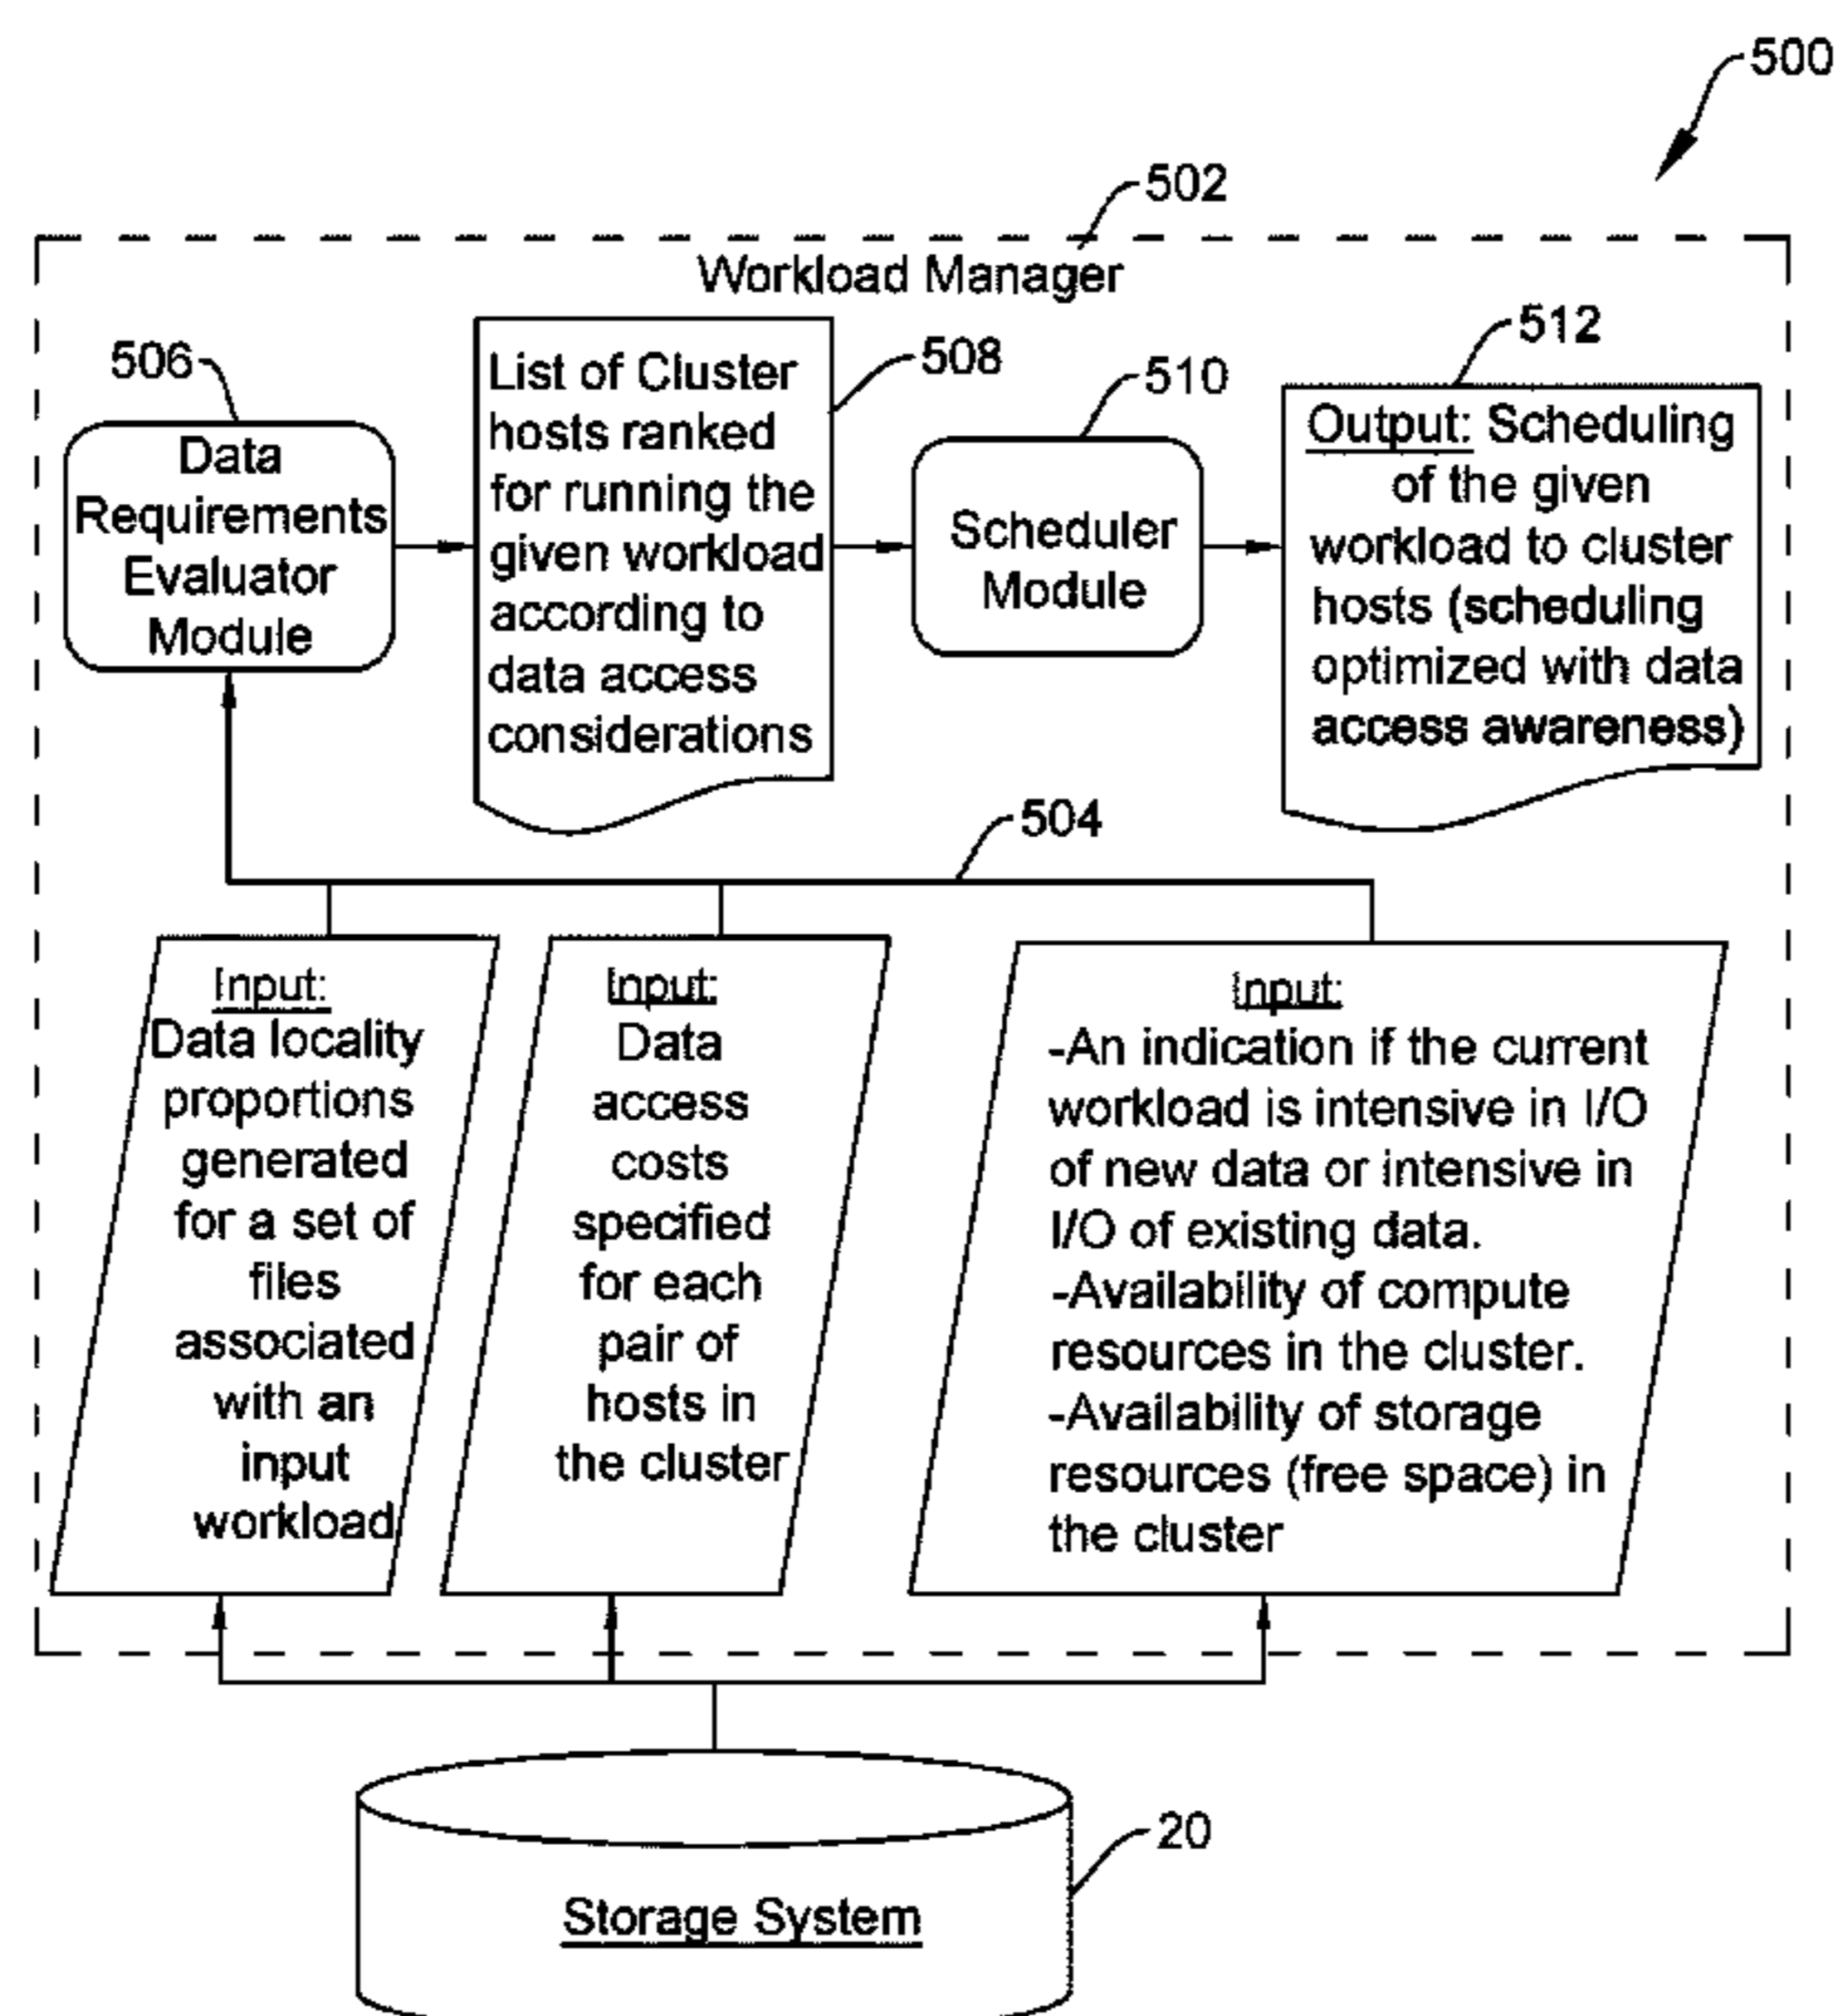 500
502
Workload Manager
506
Data
Requirements
Evaluator
Module
508
List of Cluster
hosts ranked
for running the
given workload
according to
data access
considerations
510
Scheduler
Module
512
Output: Scheduling
of the given
workload to cluster
hosts (scheduling
optimized with data
access awareness)
504
Input:
Data locality
proportions
generated
for a set of
files
associated
with an
input
workload
Input:
Data
access
costs
specified
for each
pair of
hosts in
the cluster
Input:
-An indication if the current
workload is intensive in I/O
of new data or intensive in
I/O of existing data.
-Availability of compute
resources in the cluster.
-Availability of storage
resources (free space) in
the cluster
20
Storage System